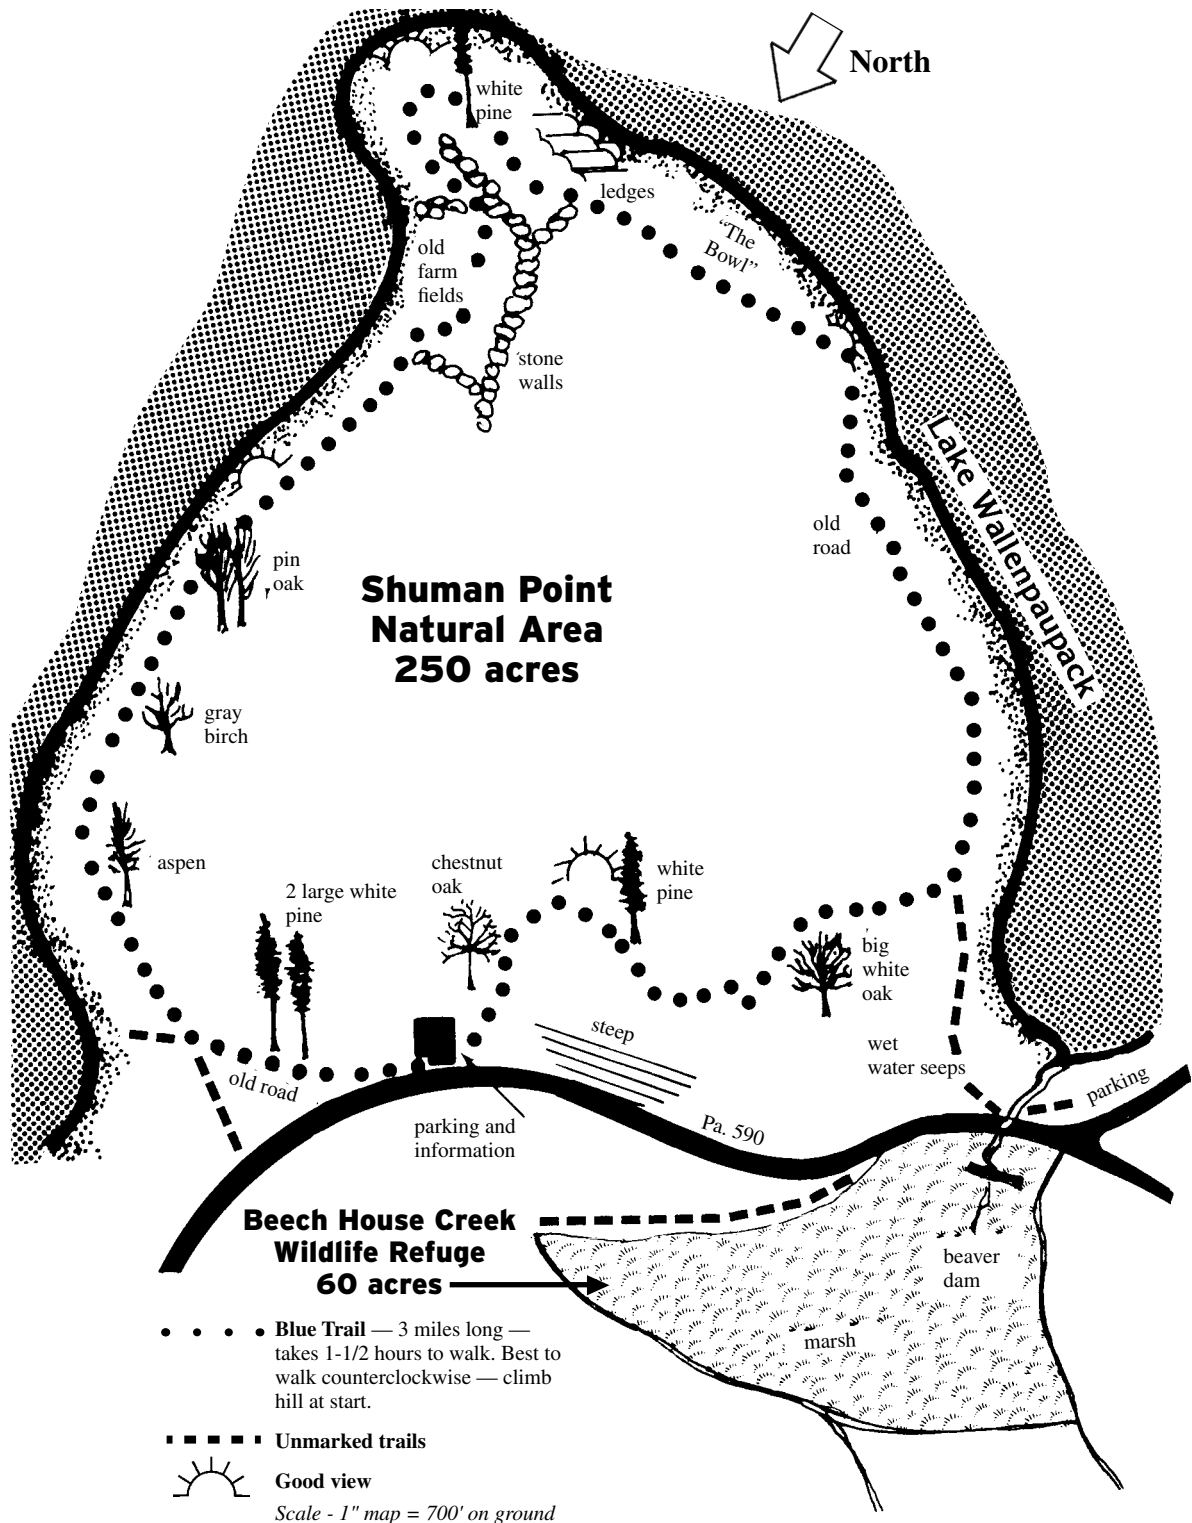 North
white
pine
ledges
"The
Bowl"
old
farm
fields
stone
walls
Lake Wallenpaupack
old
road
pin
oak
Shuman Point
Natural Area
250 acres
gray
birch
aspen
chestnut
oak
white
pine
2 large white
pine
big
white
oak
steep
wet
water seeps
old road
parking
parking and
information
Pa. 590
Beech House Creek
Wildlife Refuge
60 acres
beaver
dam
marsh
Blue Trail — 3 miles long —
takes 1-1/2 hours to walk. Best to
walk counterclockwise — climb
hill at start.
Unmarked trails
Good view
Scale - 1" map = 700' on ground